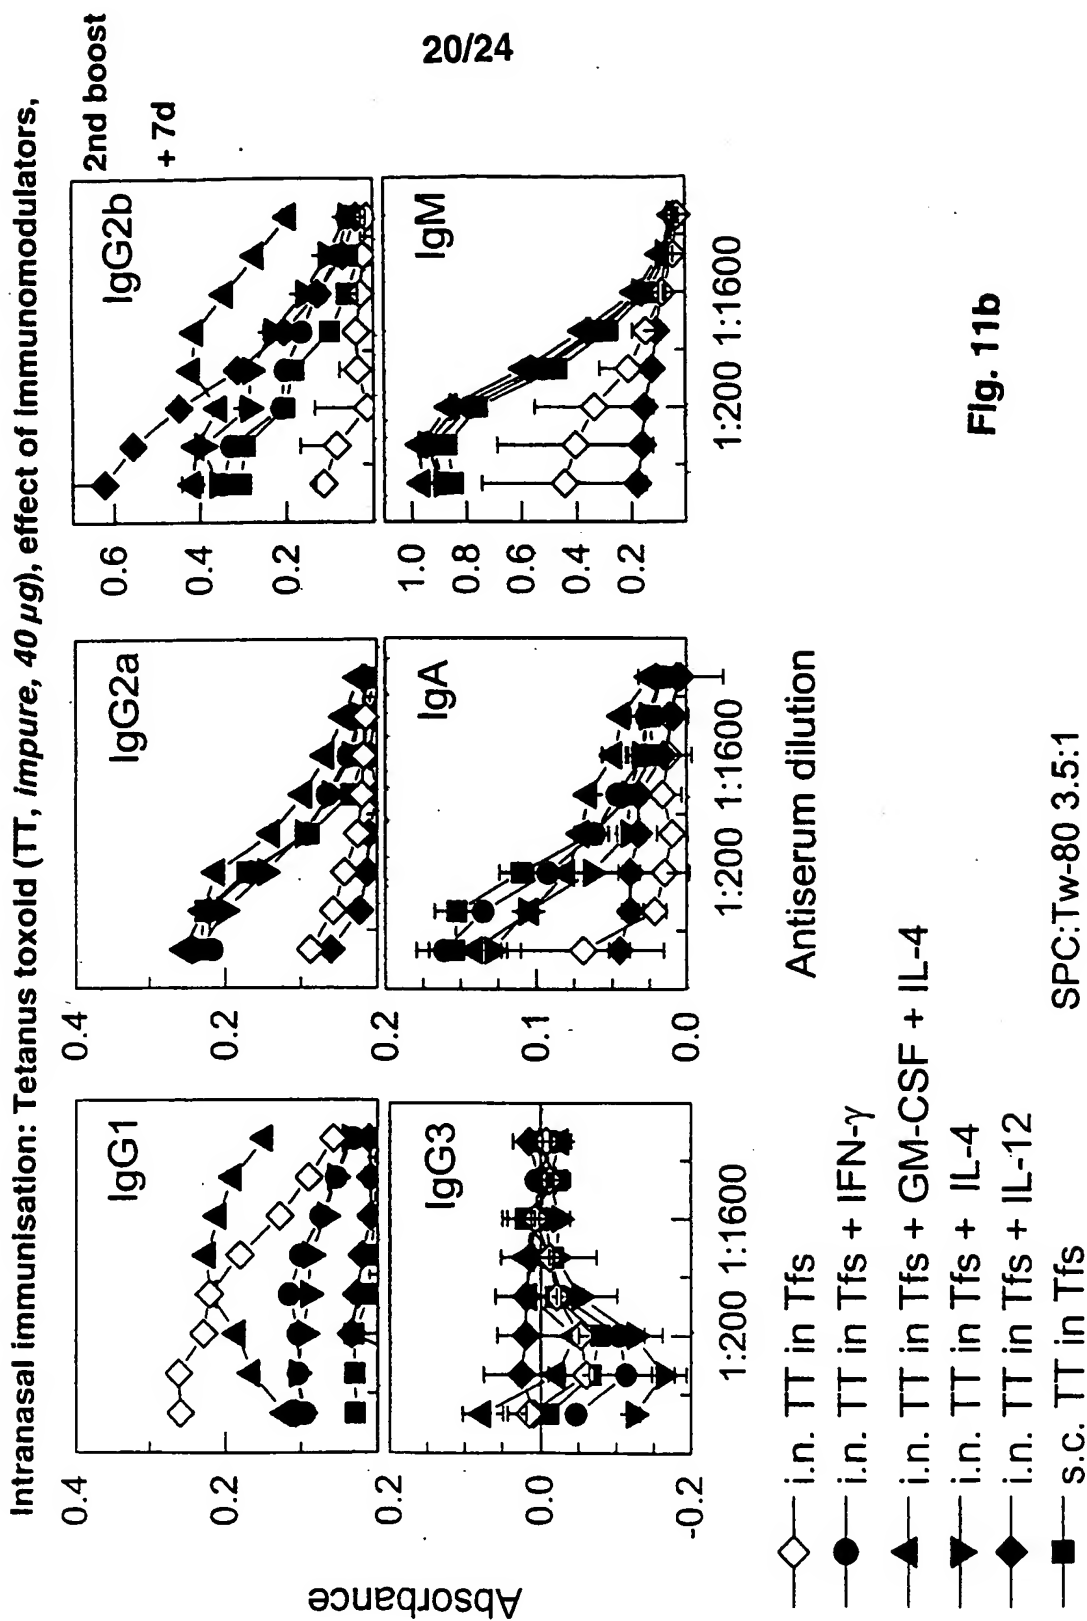 20/24
Intranasal immunisation: Tetanus toxoid (TT, impure, 40 µg), effect of immunomodulators,
2nd boost
+ 7d
Absorbance
IgG1
0.4
0.2
IgG2a
0.4
0.2
IgG2b
0.6
0.4
0.2
IgG3
0.2
0.0
-0.2
1:200 1:1600
IgA
0.2
0.1
0.0
1:200 1:1600
IgM
1.0
0.8
0.6
0.4
0.2
1:200 1:1600
Antiserum dilution
i.n. TT in Tfs
i.n. TT in Tfs + IFN-γ
i.n. TT in Tfs + GM-CSF + IL-4
i.n. TT in Tfs + IL-4
i.n. TT in Tfs + IL-12
s.c. TT in Tfs
SPC:Tw-80 3.5:1
Fig. 11b